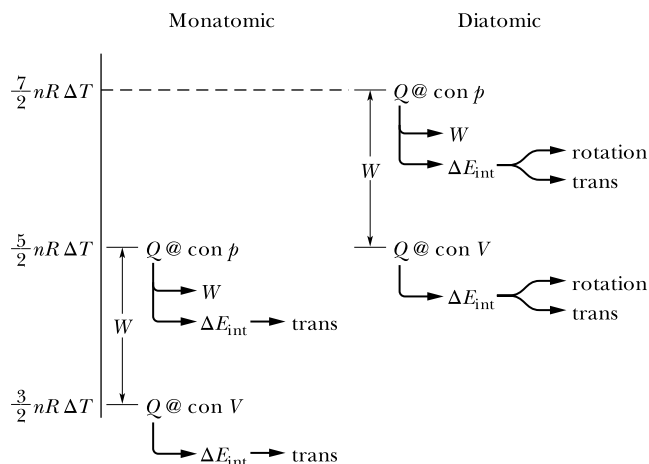 Monatomic Diatomic
7/2 nR ΔT Q @ con p
W
W
ΔE_int rotation
trans
5/2 nR ΔT Q @ con p Q @ con V
W
W
ΔE_int rotation
trans
ΔE_int trans
3/2 nR ΔT Q @ con V
ΔE_int trans